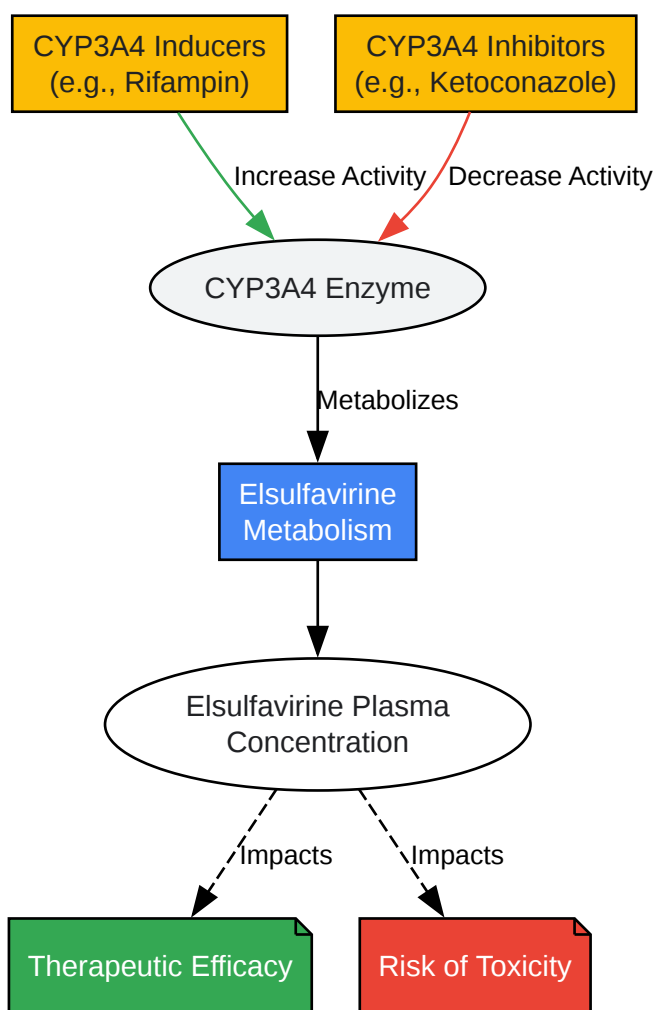 CYP3A4 Inducers
(e.g., Rifampin)
CYP3A4 Inhibitors
(e.g., Ketoconazole)
Increase Activity
Decrease Activity
CYP3A4 Enzyme
Metabolizes
Elsulfavirine
Metabolism
Elsulfavirine Plasma
Concentration
Impacts
Impacts
Therapeutic Efficacy
Risk of Toxicity